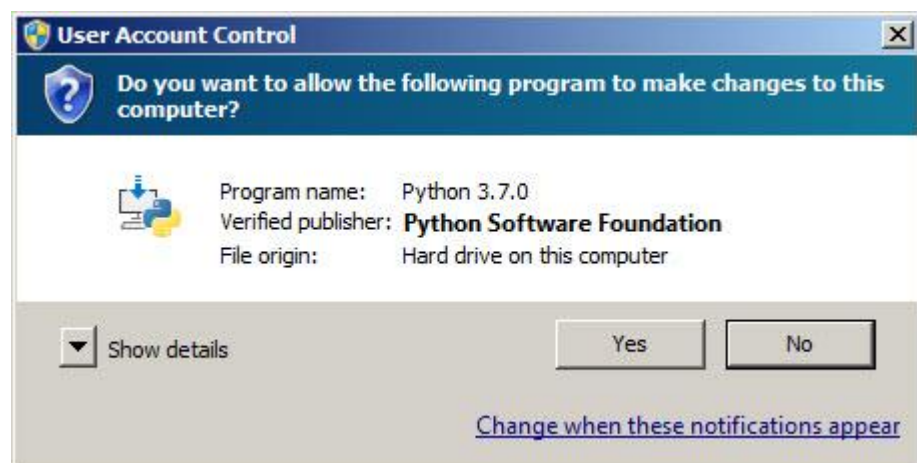 User Account Control
Do you want to allow the following program to make changes to this
computer?
Program name: Python 3.7.0
Verified publisher: Python Software Foundation
File origin: Hard drive on this computer
Show details
Yes
No
Change when these notifications appear